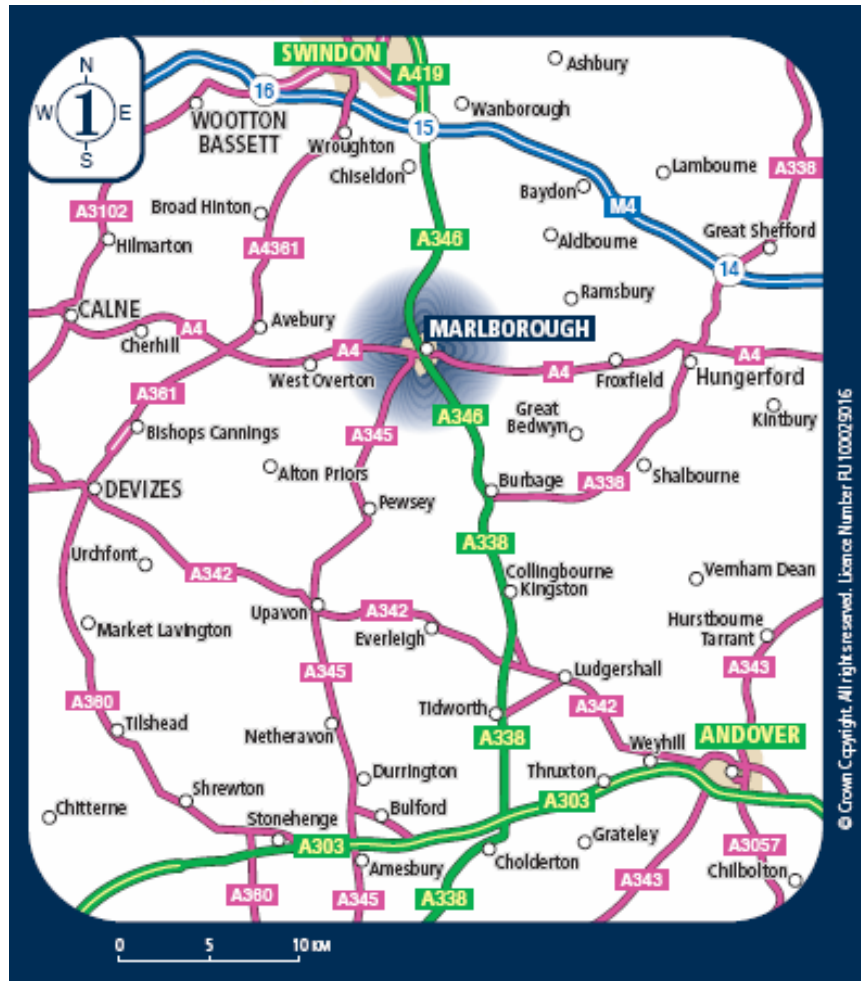 N
W 1 E
S
SWINDON
A419
16
15
WOOTTON
BASSETT
Wroughton
Chiseldon
Wanborough
Ashbury
Lambourne
A338
Baydon
M4
A3102
Broad Hinton
Hilmarton
A4361
A346
Aldbourne
Great Shefford
14
Ramsbury
CALNE
Cherhill
A4
Avebury
MARLBOROUGH
A4
West Overton
A4
Froxfield
A4
Hungerford
A361
A346
Great
Bedwyn
Kintbury
Bishops Cannings
A345
Alton Priors
DEVIZES
Pewsey
Burbage
A338
Shalbourne
A338
Urchfont
A342
Collingbourne
Kingston
Vernham Dean
Upavon
A342
Everleigh
Market Lavington
Hurstbourne
Tarrant
A345
Ludgershall
A343
A360
Tilshead
Netheravon
Tidworth
A342
A338
Weyhill
ANDOVER
Durrington
Thruxton
Shrewton
Chitterne
Bulford
A303
Stonehenge
A303
Amesbury
Cholderton
Grateley
A3057
Chilbolton
A360
A345
A338
A343
0 5 10 KM
© Crown Copyright. All rights reserved. Licence Number PU 100029016